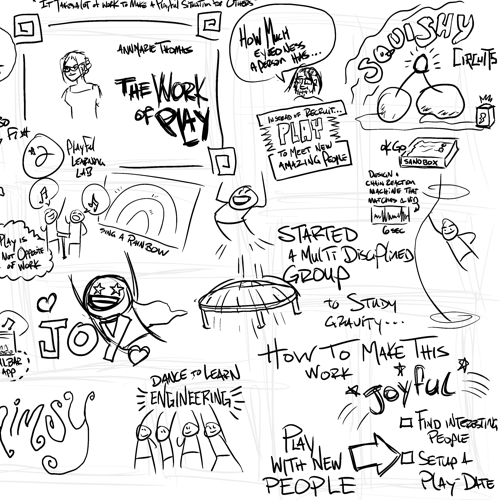 "It Takes a Lot of Work to Make a Playful Situation for Others"
AnnMarie Thomas
THE WORK
OF PLAY
#2
Playful
Learning
Lab
Play is
Not Opposite
of Work
Sing a Rainbow
JOY
App
How Much
Eyedness
a Person Has...
Instead of Recruit...
PLAY
to Meet New
Amazing People
SQUISHY
Circuits
OK Go
SANDBOX
Design a
Chain Reaction
Machine that
Matches a Vid
6 sec
Started
a Multi Disciplined
Group
to Study
Gravity...
Dance to Learn
ENGINEERING
How To Make This
Work
Joyful
Play
with New
People
Find Interesting
People
Setup a
Play-Date